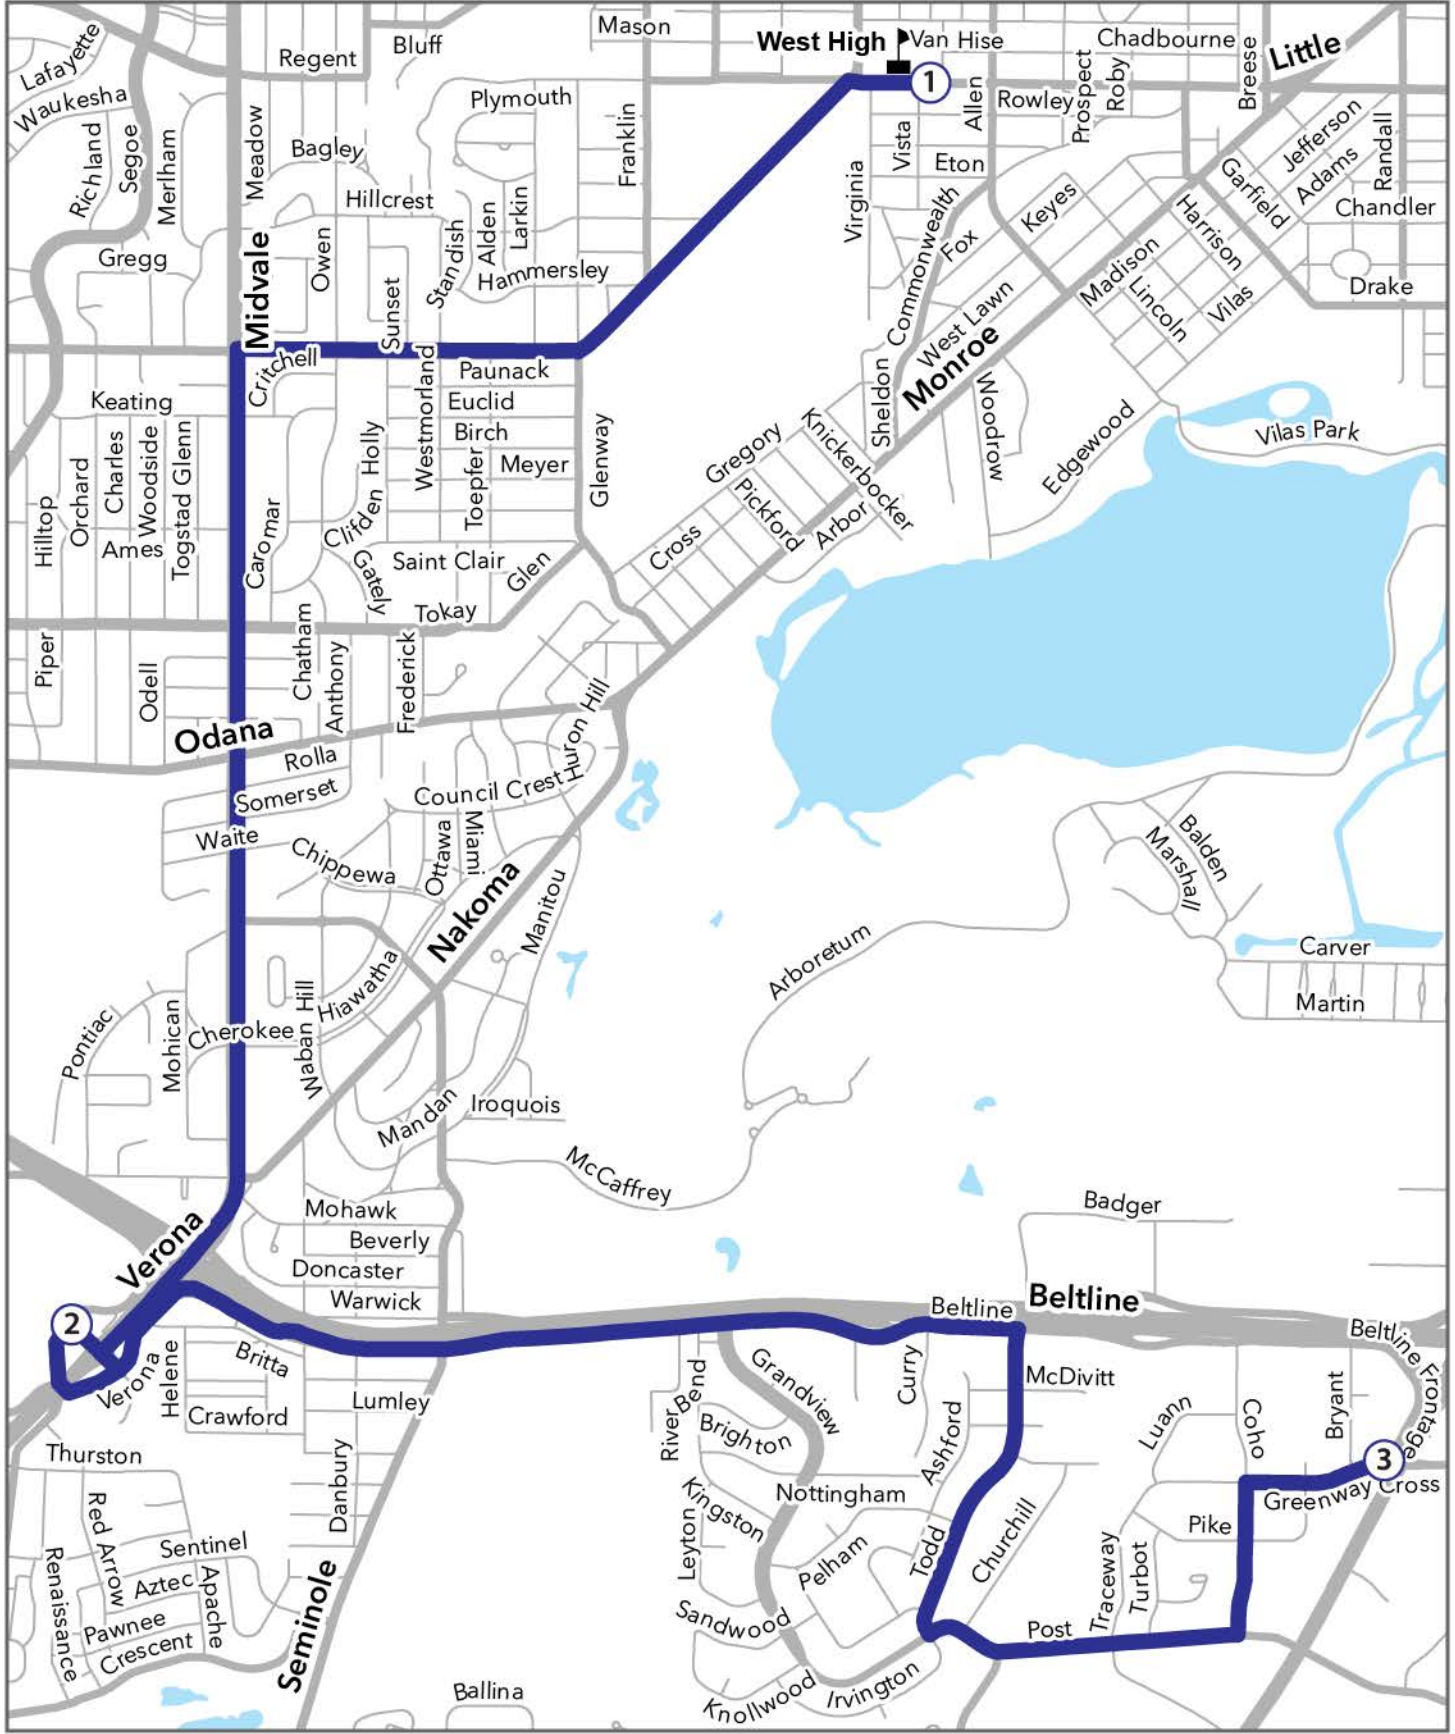 Mason
West High
Van Hise
Chadbourne
Breese
Little
Lafayette
Regent
Bluff
Prospect
Roby
Waukesha
Plymouth
1
Allen
Rowley
Jefferson
Richland
Segoe
Merlham
Meadow
Bagley
Franklin
Vista
Eton
Adams
Randall
Garfield
Hillcrest
Standish
Alden
Larkin
Virginia
Commonwealth
Keyes
Harrison
Chandler
Fox
Gregg
Midvale
Owen
Hammersley
Sunset
Madison
Lincoln
Vilas
Drake
West Lawn
Critchell
Westmorland
Paunack
Sheldon
Monroe
Woodrow
Keating
Euclid
Edgewood
Vilas Park
Charles
Woodside
Togstad Glenn
Holly
Birch
Toepfer
Meyer
Glenway
Gregory
Knickerbocker
Hilltop
Orchard
Ames
Caromar
Clifden
Pickford
Arbor
Cross
Gately
Saint Clair
Glen
Tokay
Piper
Odell
Chatham
Anthony
Frederick
Huron Hill
Odana
Rolla
Somerset
Council Crest
Waite
Chippewa
Ottawa
Miami
Balden
Marshall
Nakoma
Manitou
Arboretum
Carver
Hiawatha
Martin
Pontiac
Mohican
Cherokee
Waban Hill
Mandan
Iroquois
McCaffrey
Verona
Mohawk
Badger
Beverly
Doncaster
Warwick
Beltline
Beltline
2
Beltline Frontage
Verona
Helene
Britta
Grandview
Curry
McDivitt
Crawford
Lumley
River Bend
Brighton
Ashford
Luann
Coho
Bryant
Thurston
3
Danbury
Nottingham
Greenway Cross
Red Arrow
Kingston
Churchill
Pike
Sentinel
Leyton
Pelham
Todd
Traceway
Turbot
Renaissance
Aztec
Apache
Pawnee
Sandwood
Post
Crescent
Seminole
Knollwood
Irvington
Ballina